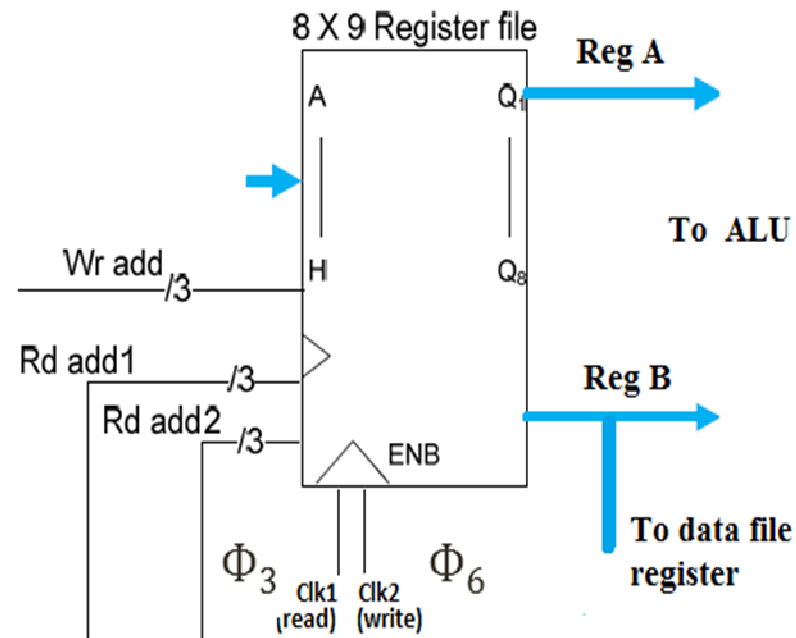 8 X 9 Register file
Reg A
A
Q1
To ALU
Wr add
/3
H
Q8
Rd add1
/3
Reg B
Rd add2
/3
ENB
To data file
register
Φ3
Φ6
Clk1
(read)
Clk2
(write)